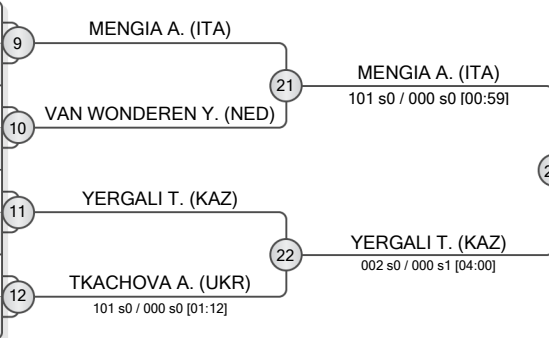 9
MENGIA A. (ITA)
21
MENGIA A. (ITA)
101 s0 / 000 s0 [00:59]
10
VAN WONDEREN Y. (NED)
11
YERGALI T. (KAZ)
22
YERGALI T. (KAZ)
002 s0 / 000 s1 [04:00]
12
TKACHOVA A. (UKR)
101 s0 / 000 s0 [01:12]